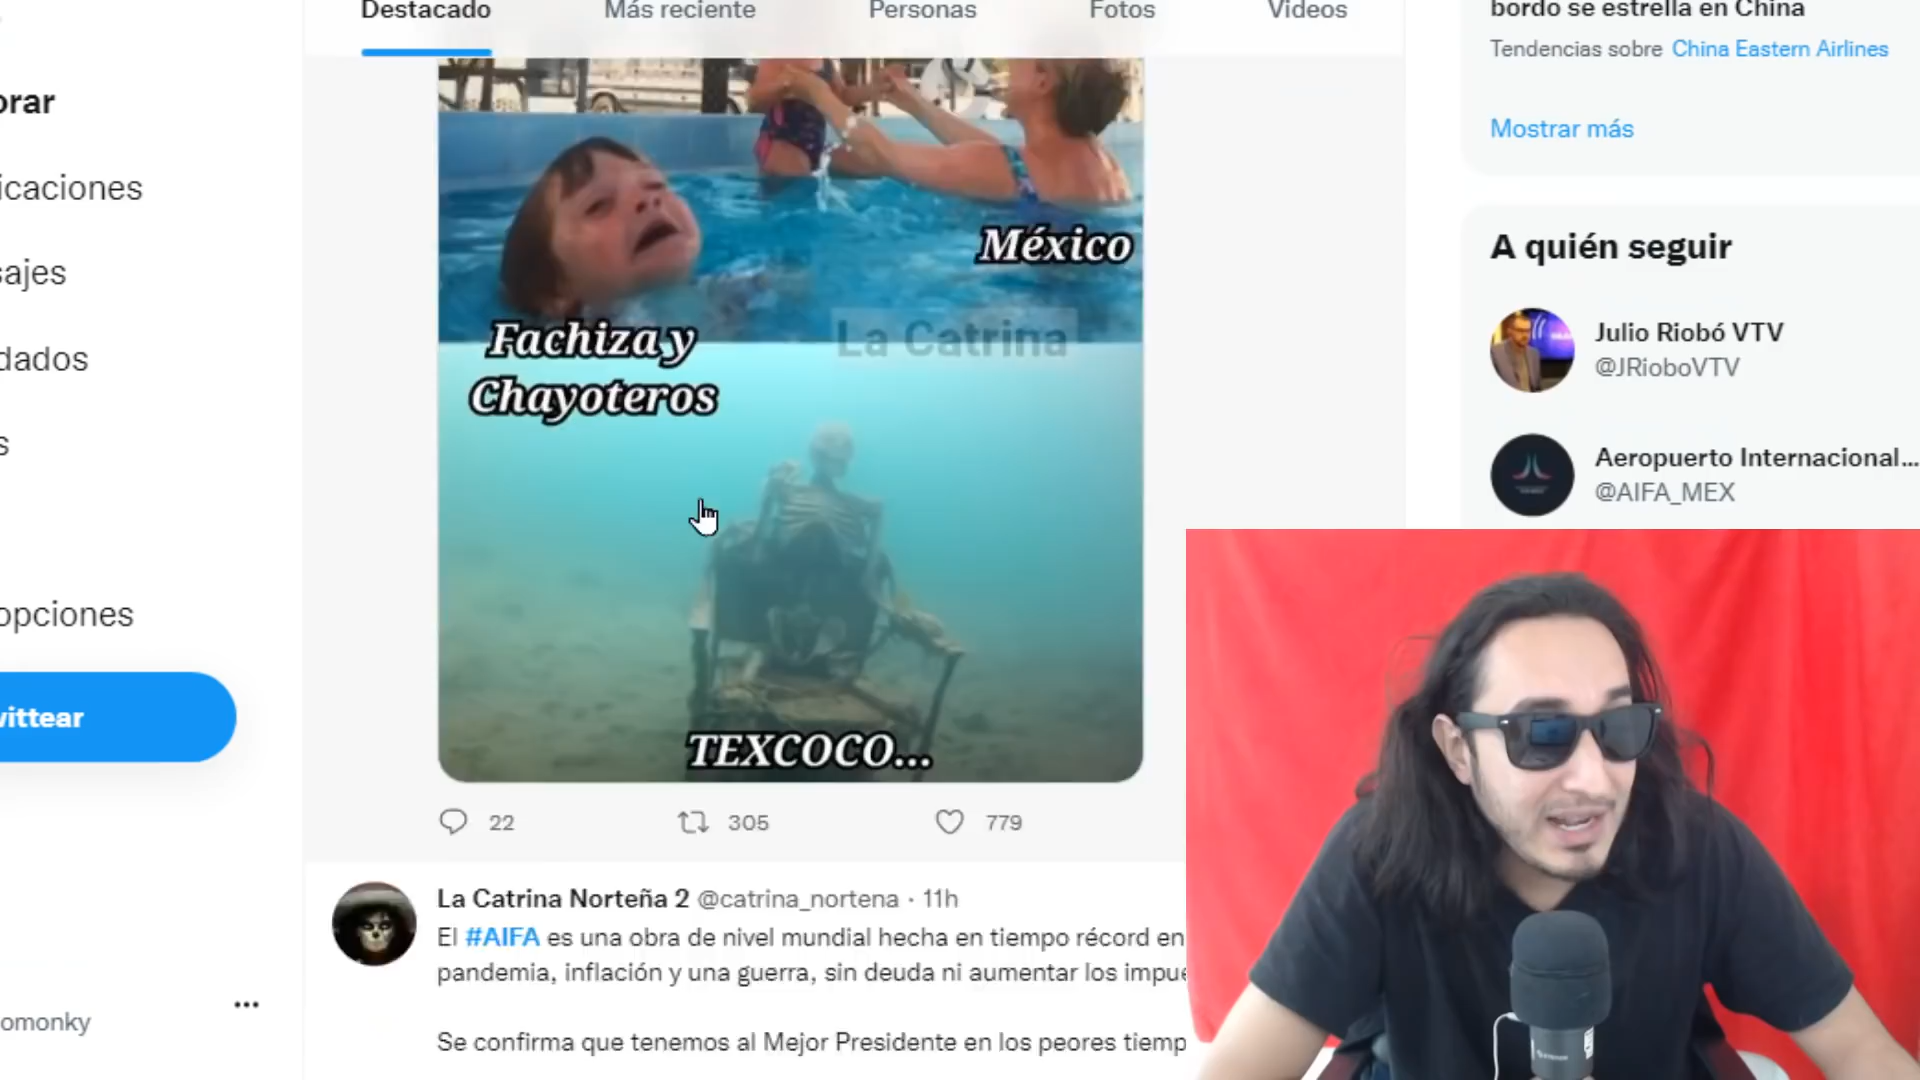 Destacado
Más reciente
Personas
Fotos
Videos
orar
icaciones
sajes
dados
s
opciones
vittear
omonky
México
La Catrina
Fachiza y
Chayoteros
TEXCOCO...
22
305
779
La Catrina Norteña 2 @catrina_nortena · 11h
El #AIFA es una obra de nivel mundial hecha en tiempo récord en
pandemia, inflación y una guerra, sin deuda ni aumentar los impue
Se confirma que tenemos al Mejor Presidente en los peores tiemp
bordo se estrella en China
Tendencias sobre China Eastern Airlines
Mostrar más
A quién seguir
Julio Riobó VTV
@JRioboVTV
Aeropuerto Internacional...
@AIFA_MEX